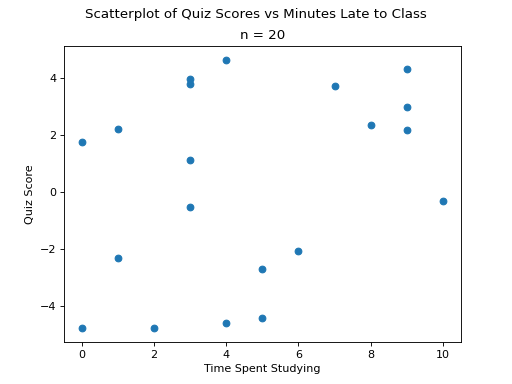 Scatterplot of Quiz Scores vs Minutes Late to Class
n = 20
4
2
0
−2
−4
Quiz Score
0 2 4 6 8 10
Time Spent Studying